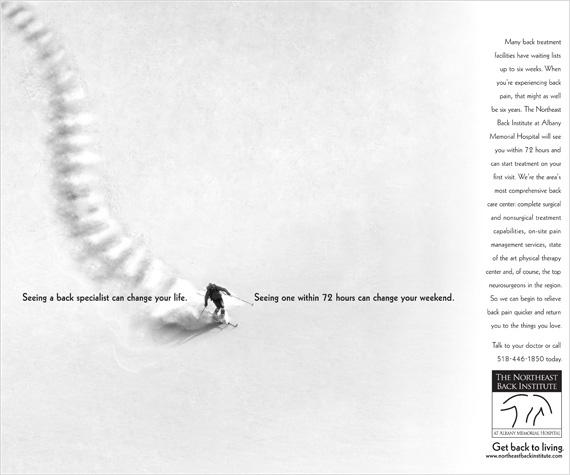 Many back treatment
facilities have waiting lists
up to six weeks. When
you're experiencing back
pain, that might as well
be six years. The Northeast
Back Institute at Albany
Memorial Hospital will see
you within 72 hours and
can start treatment on your
first visit. We're the area's
most comprehensive back
care center: complete surgical
and nonsurgical treatment
capabilities, on-site pain
management services, state
of the art physical therapy
center and, of course, the top
neurosurgeons in the region.
So we can begin to relieve
back pain quicker and return
you to the things you love.
Talk to your doctor or call
518-446-1850 today.
Seeing a back specialist can change your life. Seeing one within 72 hours can change your weekend.
THE NORTHEAST
BACK INSTITUTE
AT ALBANY MEMORIAL HOSPITAL
Get back to living.
www.northeastbackinstitute.com